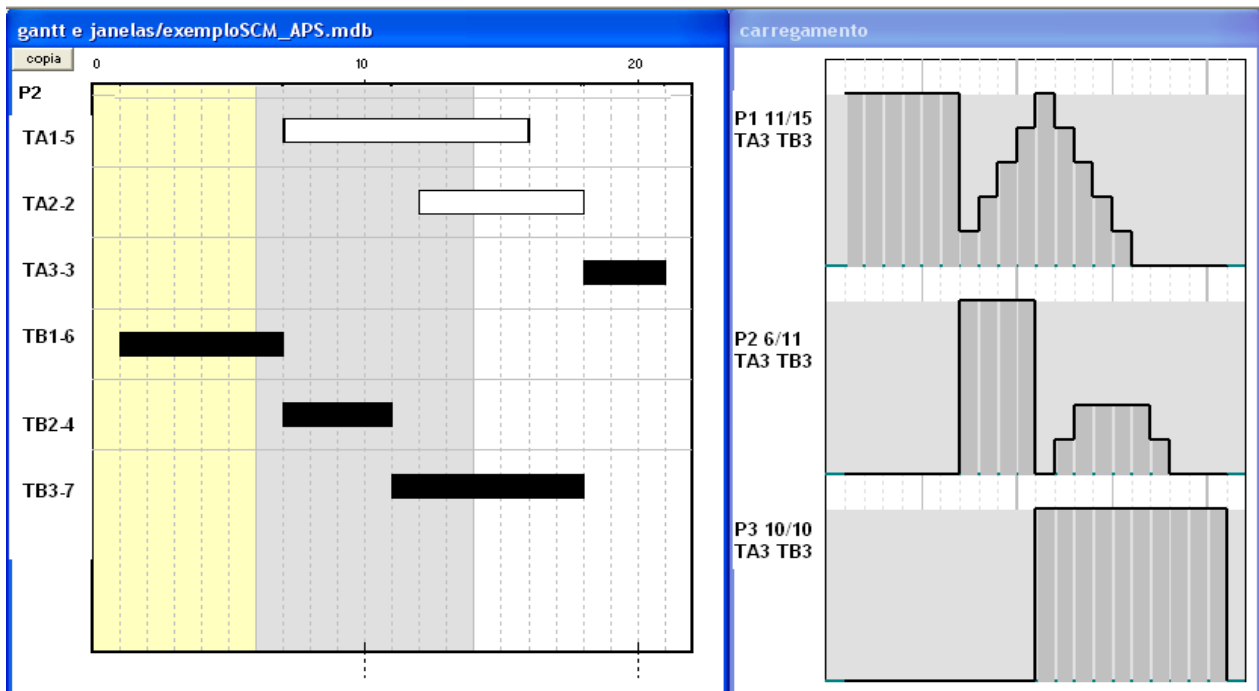 gantt e janelas/exemploSCM_APS.mdb
copia
0 10 20
P2
TA1-5
TA2-2
TA3-3
TB1-6
TB2-4
TB3-7
carregamento
P1 11/15
TA3 TB3
P2 6/11
TA3 TB3
P3 10/10
TA3 TB3